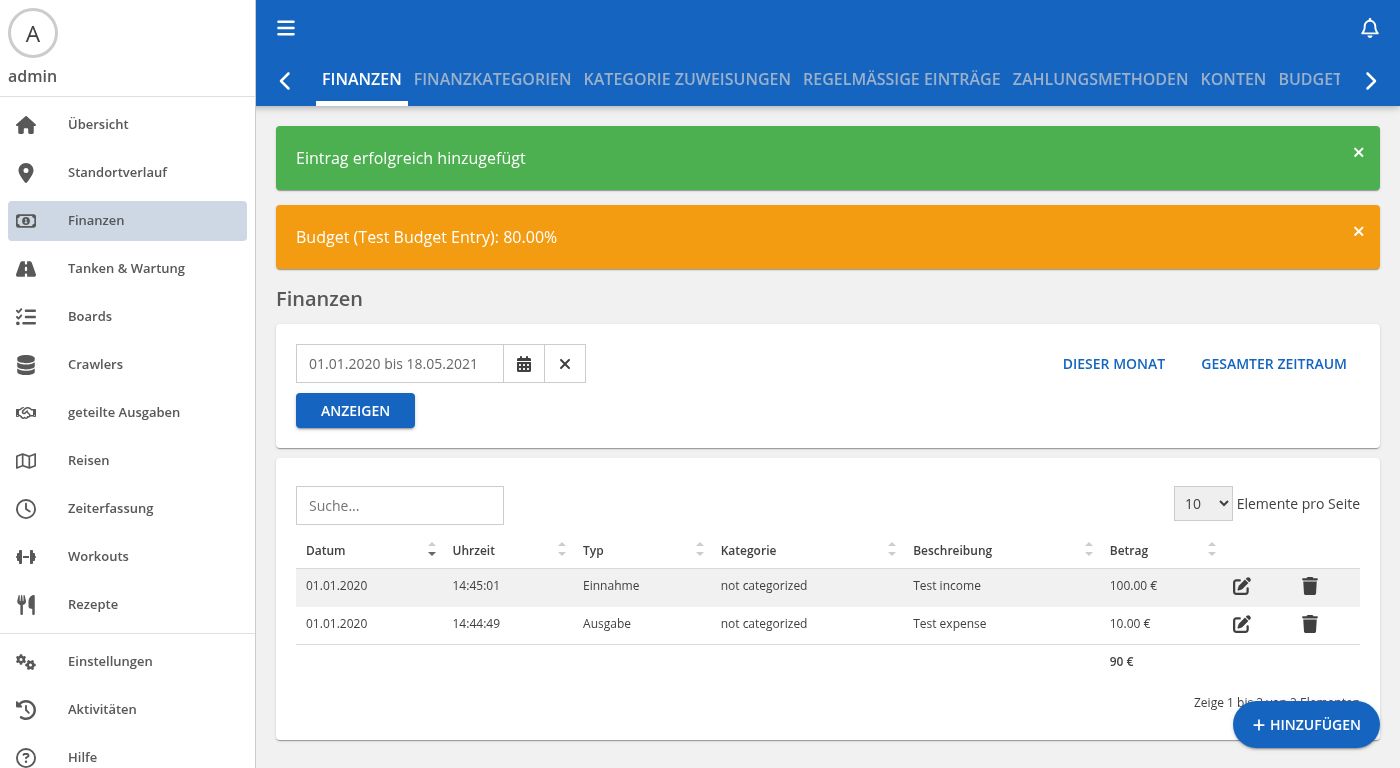 A
admin
Übersicht
Standortverlauf
Finanzen
Tanken & Wartung
Boards
Crawlers
geteilte Ausgaben
Reisen
Zeiterfassung
Workouts
Rezepte
Einstellungen
Aktivitäten
Hilfe
FINANZEN FINANZKATEGORIEN KATEGORIE ZUWEISUNGEN REGELMÄSSIGE EINTRÄGE ZAHLUNGSMETHODEN KONTEN BUDGET
Eintrag erfolgreich hinzugefügt
Budget (Test Budget Entry): 80.00%
Finanzen
01.01.2020 bis 18.05.2021
DIESER MONAT GESAMTER ZEITRAUM
ANZEIGEN
Suche...
10 Elemente pro Seite
Datum Uhrzeit Typ Kategorie Beschreibung Betrag
01.01.2020 14:45:01 Einnahme not categorized Test income 100.00 €
01.01.2020 14:44:49 Ausgabe not categorized Test expense 10.00 €
90 €
Zeige 1 bis 2 von 2 Elementen
+ HINZUFÜGEN